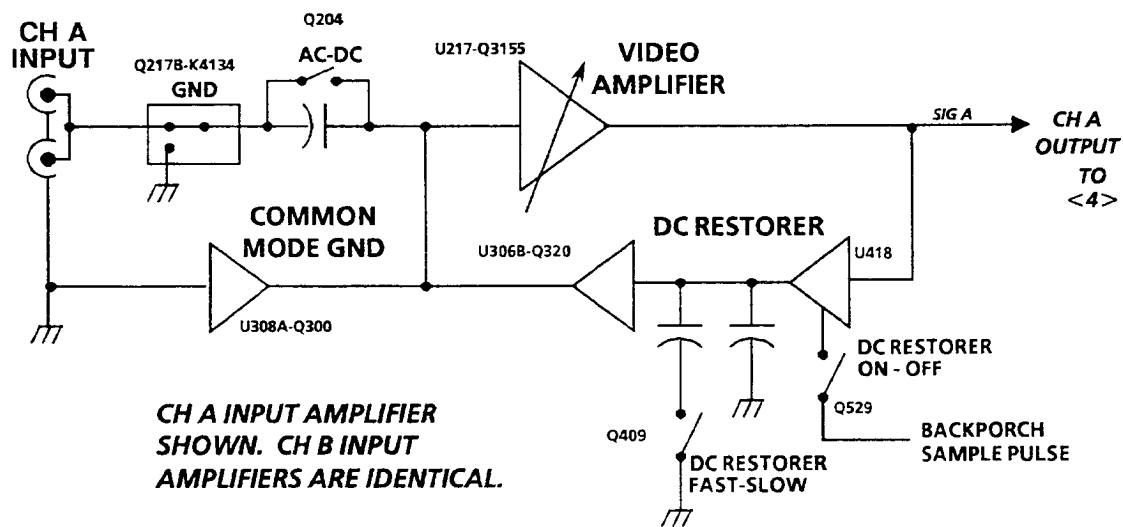 CH A
INPUT
Q204
AC-DC
Q217B-K4134
GND
U217-Q3155
VIDEO
AMPLIFIER
SIG A
CH A
OUTPUT
TO
<4>
COMMON
MODE GND
U308A-Q300
DC RESTORER
U306B-Q320
U418
DC RESTORER
ON - OFF
Q529
BACKPORCH
SAMPLE PULSE
Q409
DC RESTORER
FAST-SLOW
CH A INPUT AMPLIFIER
SHOWN. CH B INPUT
AMPLIFIERS ARE IDENTICAL.